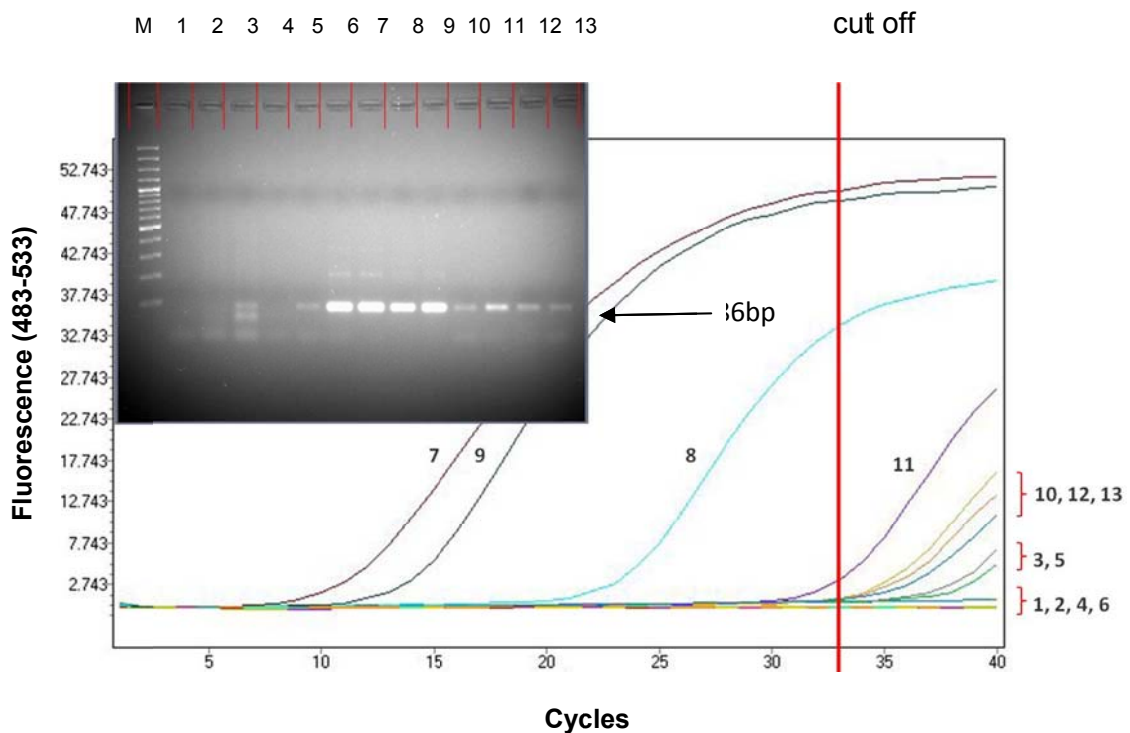 M 1 2 3 4 5 6 7 8 9 10 11 12 13
cut off
Fluorescence (483-533)
52.743
47.743
42.743
37.743
32.743
27.743
22.743
17.743
12.743
7.743
2.743
36bp
7
9
8
11
10, 12, 13
3, 5
1, 2, 4, 6
5 10 15 20 25 30 35 40
Cycles